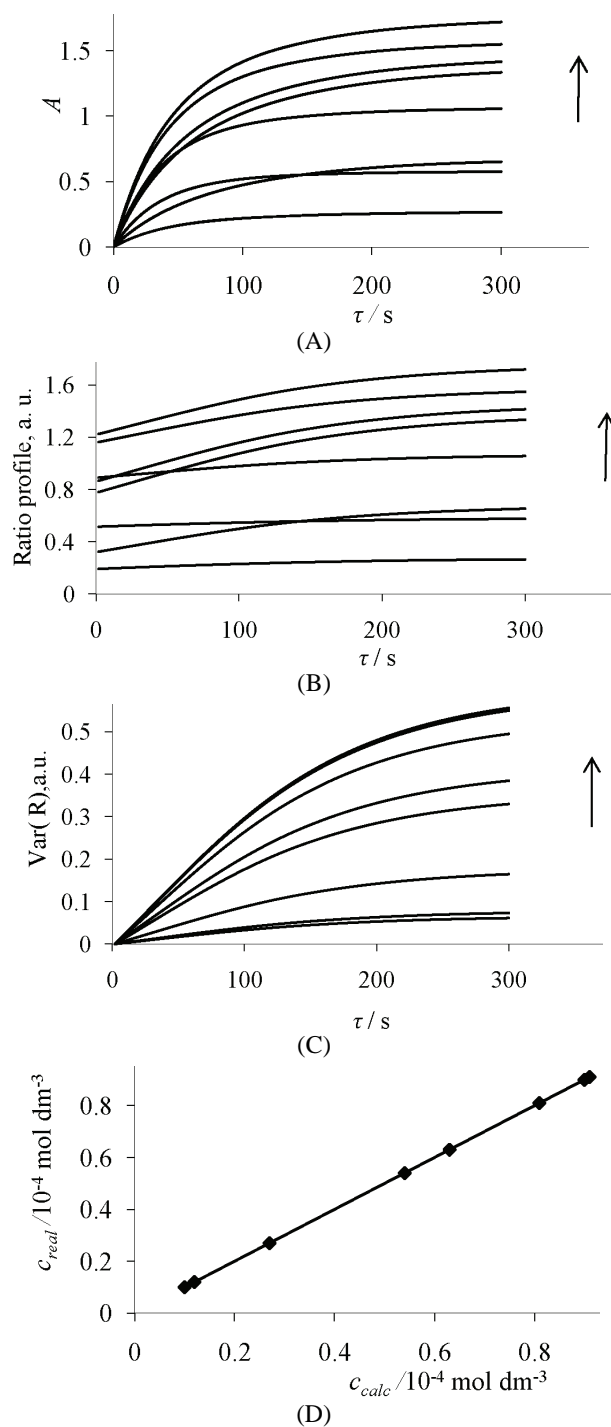 1.5
1
0.5
0
A
0 100 200 300
τ / s
(A)
1.6
1.2
0.8
0.4
0
Ratio profile, a. u.
0 100 200 300
τ / s
(B)
0.5
0.4
0.3
0.2
0.1
0
Var( R),a.u.
0 100 200 300
τ / s
(C)
0.8
0.6
0.4
0.2
0
c_real /10⁻⁴ mol dm⁻³
0 0.2 0.4 0.6 0.8
c_calc /10⁻⁴ mol dm⁻³
(D)